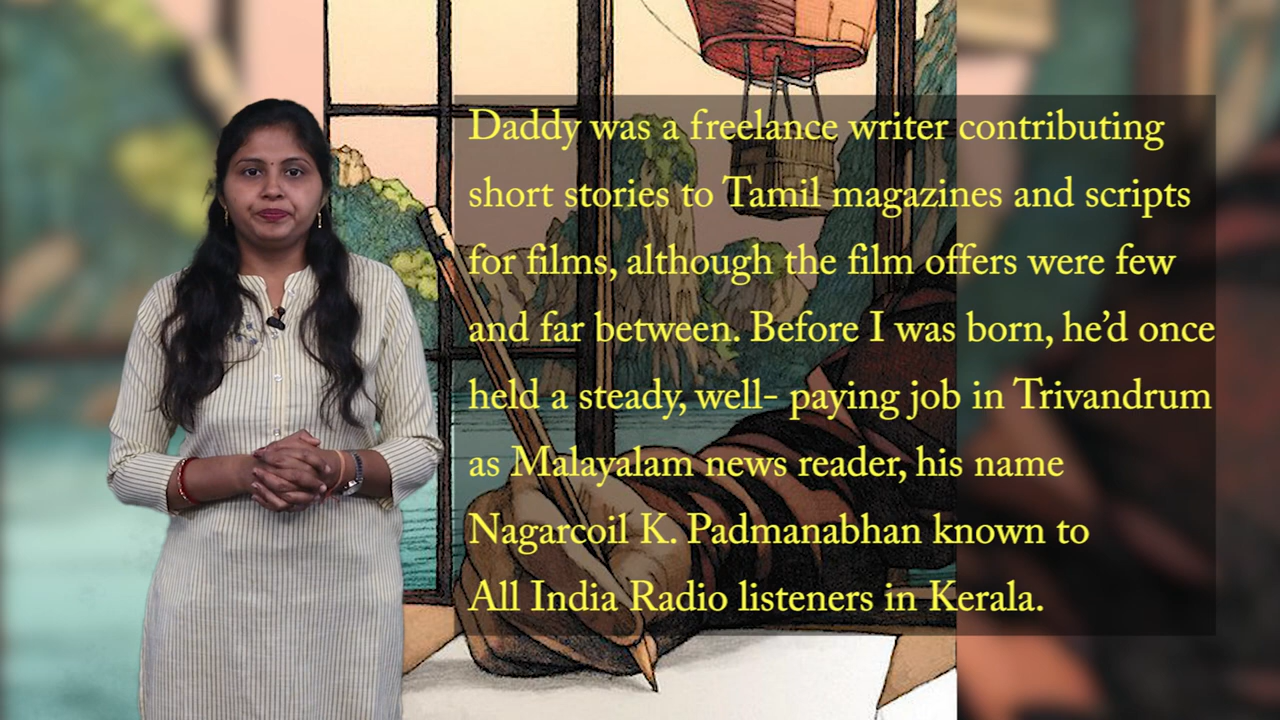 Daddy was a freelance writer contributing
short stories to Tamil magazines and scripts
for films, although the film offers were few
and far between. Before I was born, he’d once
held a steady, well- paying job in Trivandrum
as Malayalam news reader, his name
Nagarcoil K. Padmanabhan known to
All India Radio listeners in Kerala.